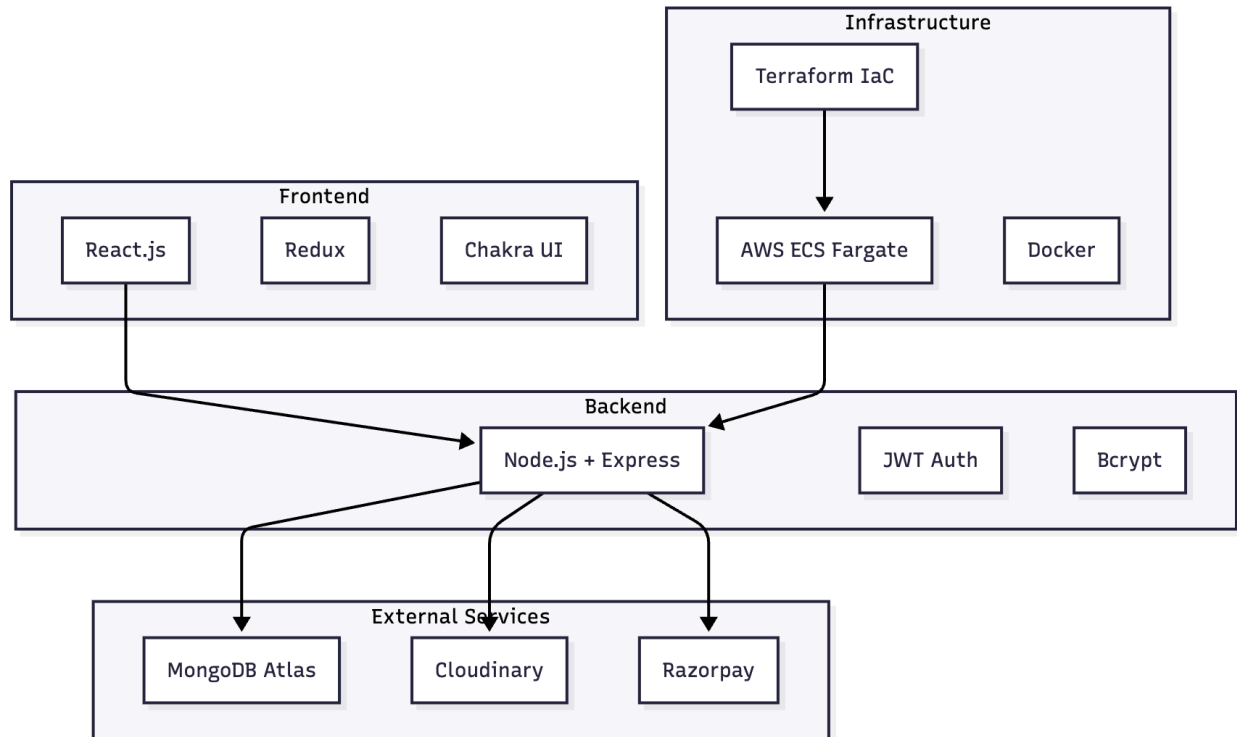 Infrastructure
Terraform IaC
AWS ECS Fargate
Docker
Frontend
React.js
Redux
Chakra UI
Backend
Node.js + Express
JWT Auth
Bcrypt
External Services
MongoDB Atlas
Cloudinary
Razorpay